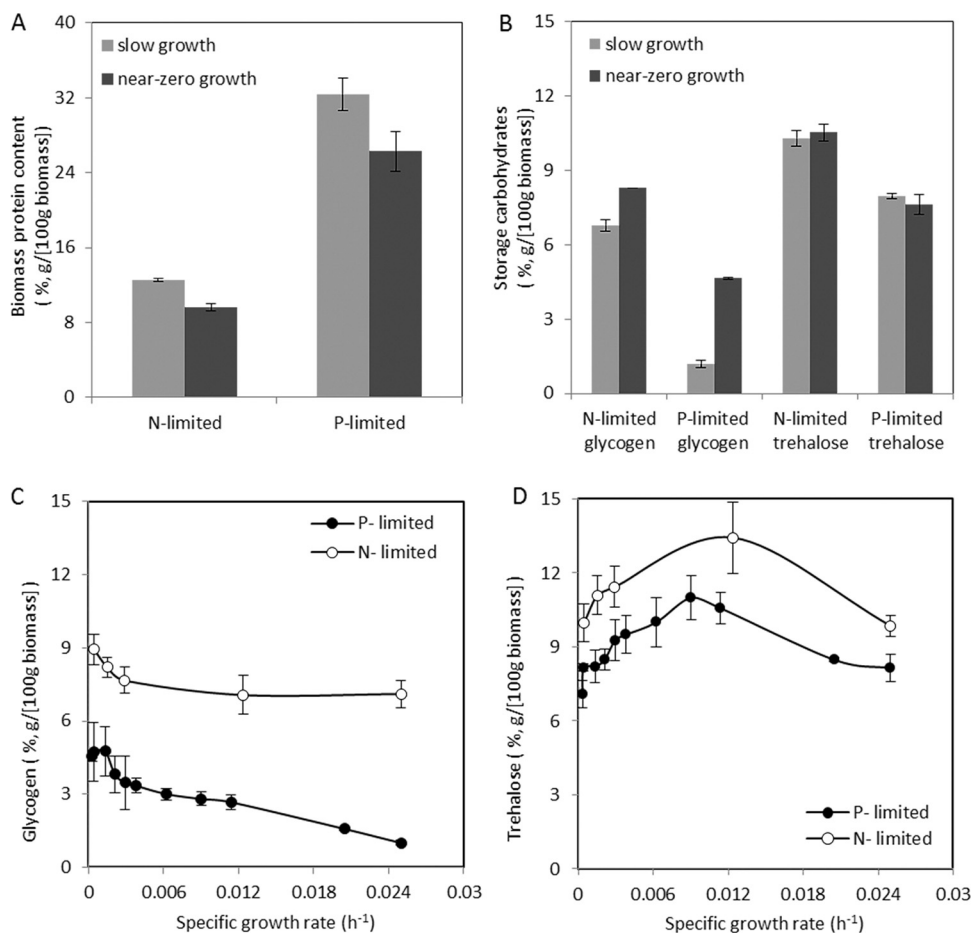 A
Biomass protein content
( %, g/[100g biomass])
40
32
24
16
8
0
slow growth
near-zero growth
N-limited
P-limited
B
Storage carbohydrates
( %, g/[100g biomass])
15
12
9
6
3
0
slow growth
near-zero growth
N-limited
glycogen
P-limited
glycogen
N-limited
trehalose
P-limited
trehalose
C
Glycogen ( %, g/[100g biomass])
15
12
9
6
3
0
P- limited
N- limited
0
0.006
0.012
0.018
0.024
0.03
Specific growth rate (h⁻¹)
D
Trehalose ( %, g/[100g biomass])
15
12
9
6
3
0
P- limited
N- limited
0
0.006
0.012
0.018
0.024
0.03
Specific growth rate (h⁻¹)